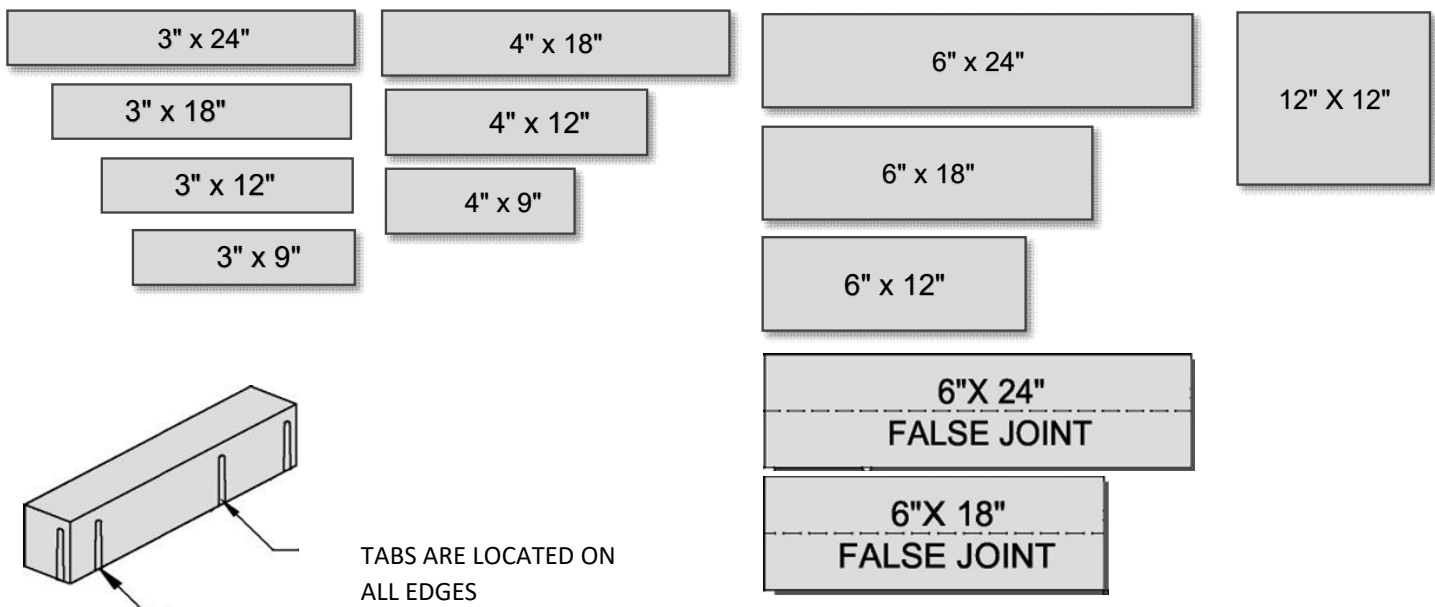 3" x 24"
3" x 18"
3" x 12"
3" x 9"
4" x 18"
4" x 12"
4" x 9"
6" x 24"
6" x 18"
6" x 12"
6"X 24"
FALSE JOINT
6"X 18"
FALSE JOINT
12" X 12"
TABS ARE LOCATED ON
ALL EDGES